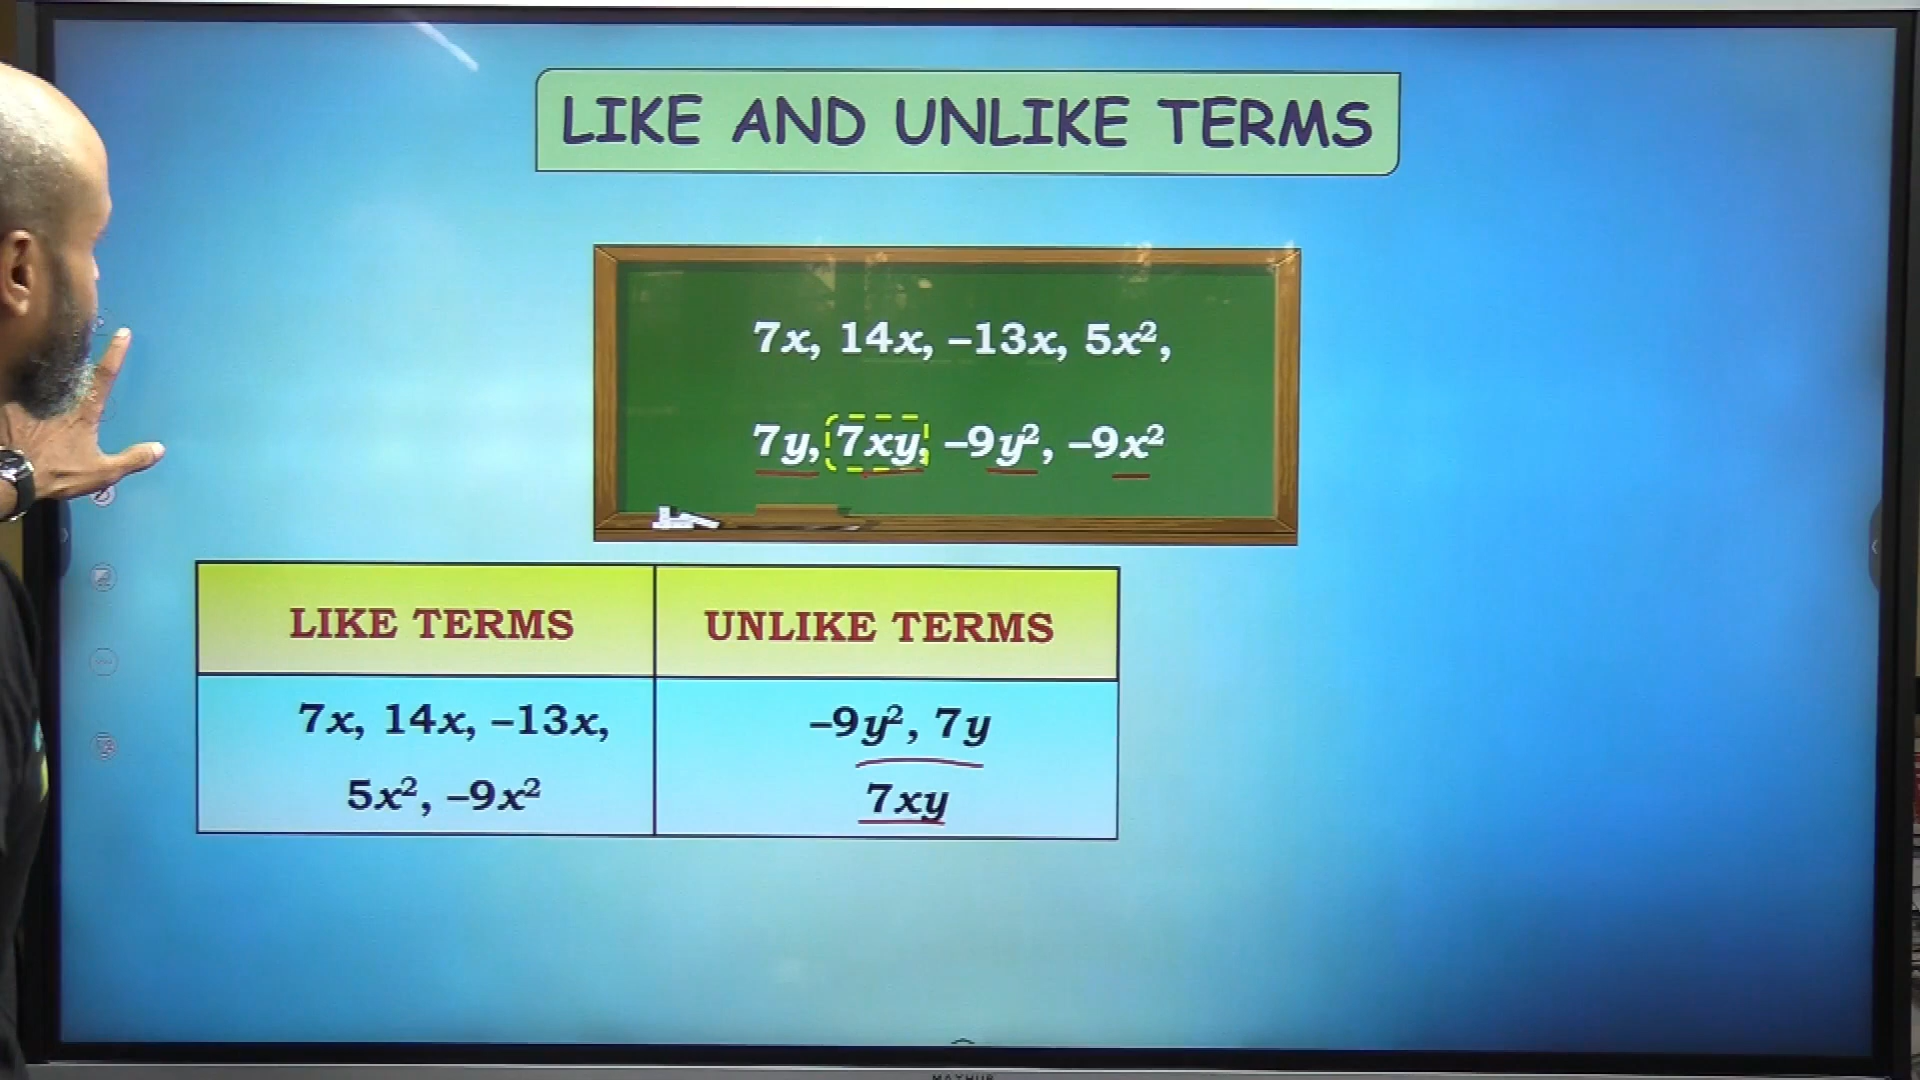 LIKE AND UNLIKE TERMS
7x, 14x, –13x, 5x²,
7y, 7xy, –9y², –9x²
LIKE TERMS
UNLIKE TERMS
7x, 14x, –13x,
5x², –9x²
–9y², 7y
7xy